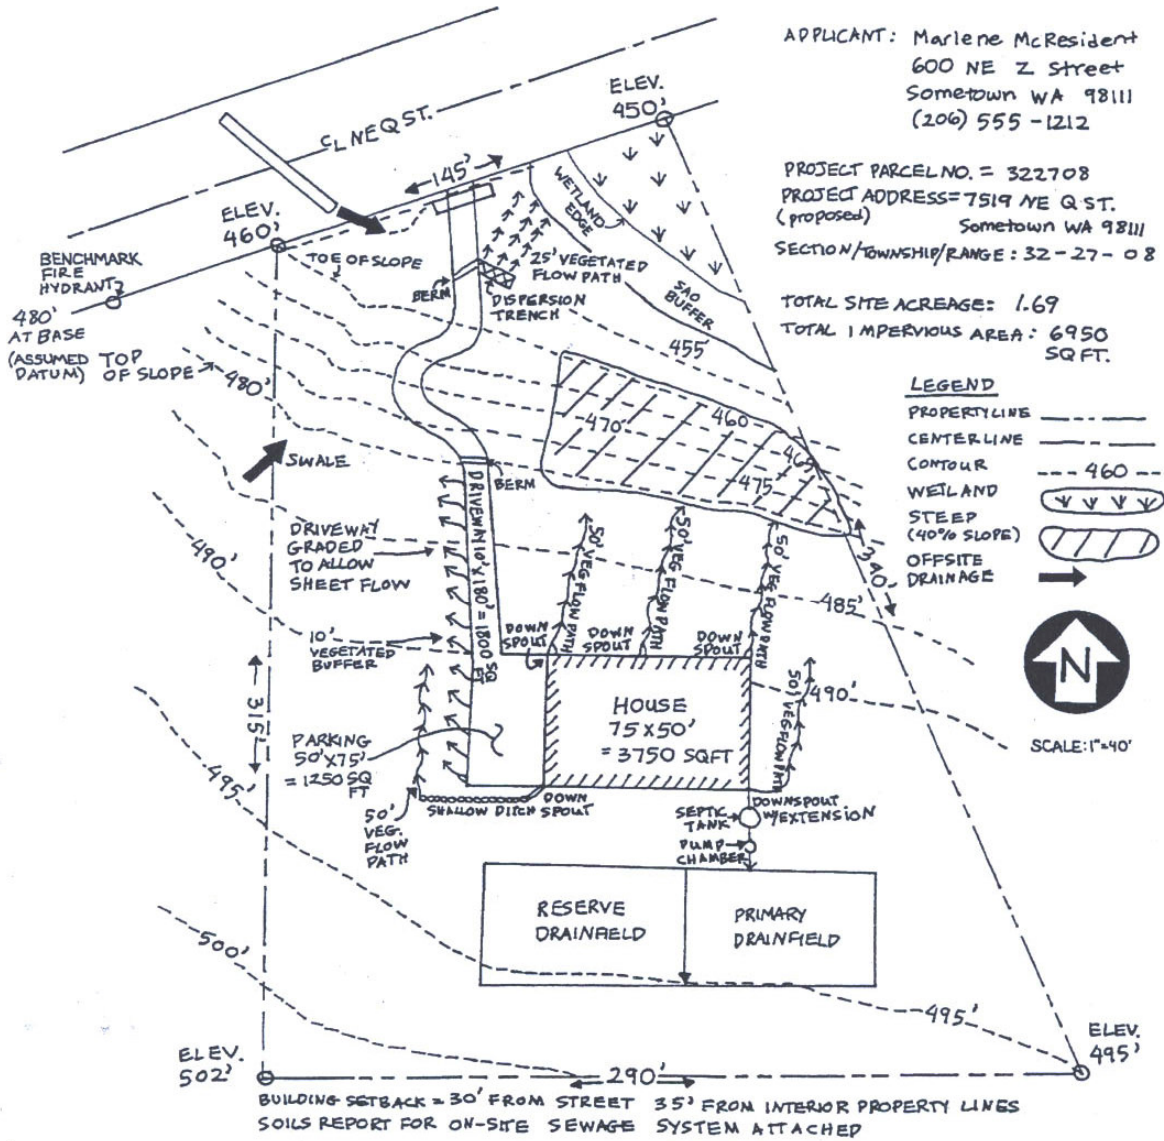 APPLICANT: Marlene McResident
600 NE Z Street
Sometown WA 98111
(206) 555-1212
PROJECT PARCEL NO. = 322708
PROJECT ADDRESS = 7519 NE Q ST.
(proposed) Sometown WA 98111
SECTION/TOWNSHIP/RANGE: 32-27-08
TOTAL SITE ACREAGE: 1.69
TOTAL IMPERVIOUS AREA: 6950
SQ FT.
LEGEND
PROPERTY LINE
CENTERLINE
CONTOUR
460
WETLAND
STEEP
(40% SLOPE)
OFFSITE
DRAINAGE
N
SCALE: 1"=40'
CL NE Q ST.
ELEV.
450'
145'
ELEV.
460'
BENCHMARK
FIRE
HYDRANT
480'
AT BASE
(ASSUMED
DATUM)
TOP
OF SLOPE
TOE OF SLOPE
WETLAND
EDGE
25' VEGETATED
FLOW PATH
BERM
DISPERSION
TRENCH
SAO
BUFFER
455'
480'
460
470'
465
475
SWALE
BERM
DRIVEWAY 10' X 180' = 1800 SQ FT
DRIVEWAY
GRADED
TO ALLOW
SHEET FLOW
490'
50' VEG FLOW PATH
50' VEG FLOW PATH
50' VEG FLOW PATH
340'
485'
10'
VEGETATED
BUFFER
DOWN
SPOUT
DOWN
SPOUT
DOWN
SPOUT
315'
HOUSE
75 X 50'
= 3750 SQFT
50' VEG FLOW PATH
490'
PARKING
50' X 75'
= 1250 SQ
FT
495'
50'
VEG.
FLOW
PATH
SHALLOW DITCH
DOWN
SPOUT
SEPTIC
TANK
DOWNSPOUT
W/EXTENSION
PUMP
CHAMBER
RESERVE
DRAINFIELD
PRIMARY
DRAINFIELD
500'
495'
ELEV.
502'
ELEV.
495'
290'
BUILDING SETBACK = 30' FROM STREET 35' FROM INTERIOR PROPERTY LINES
SOILS REPORT FOR ON-SITE SEWAGE SYSTEM ATTACHED